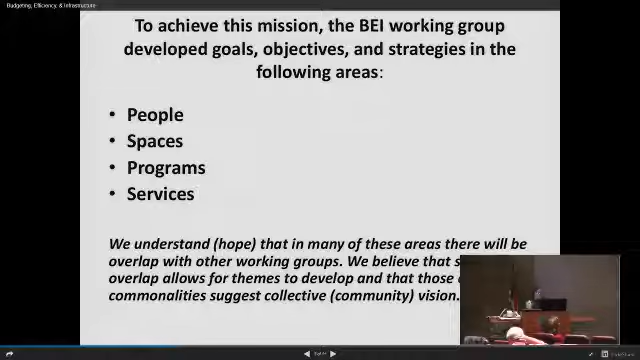 Budgeting, Efficiency, & Infrastructure
To achieve this mission, the BEI working group
developed goals, objectives, and strategies in the
following areas:
• People
• Spaces
• Programs
• Services
We understand (hope) that in many of these areas there will be
overlap with other working groups. We believe that
overlap allows for themes to develop and that those
commonalities suggest collective (community) vision.